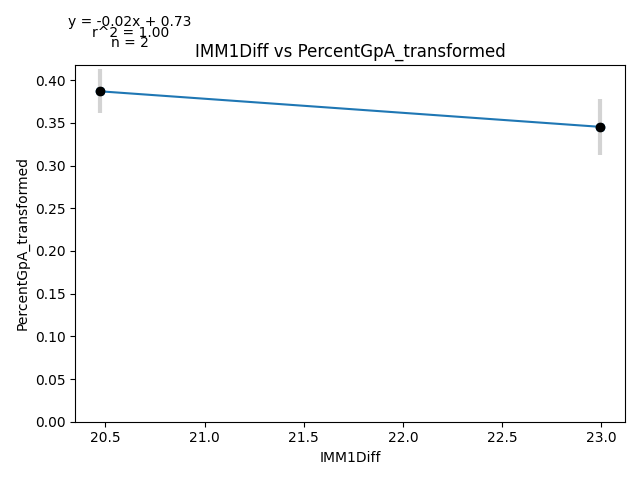 y = -0.02x + 0.73
r^2 = 1.00
n = 2
IMM1Diff vs PercentGpA_transformed
PercentGpA_transformed
0.40
0.35
0.30
0.25
0.20
0.15
0.10
0.05
0.00
20.5 21.0 21.5 22.0 22.5 23.0
IMM1Diff